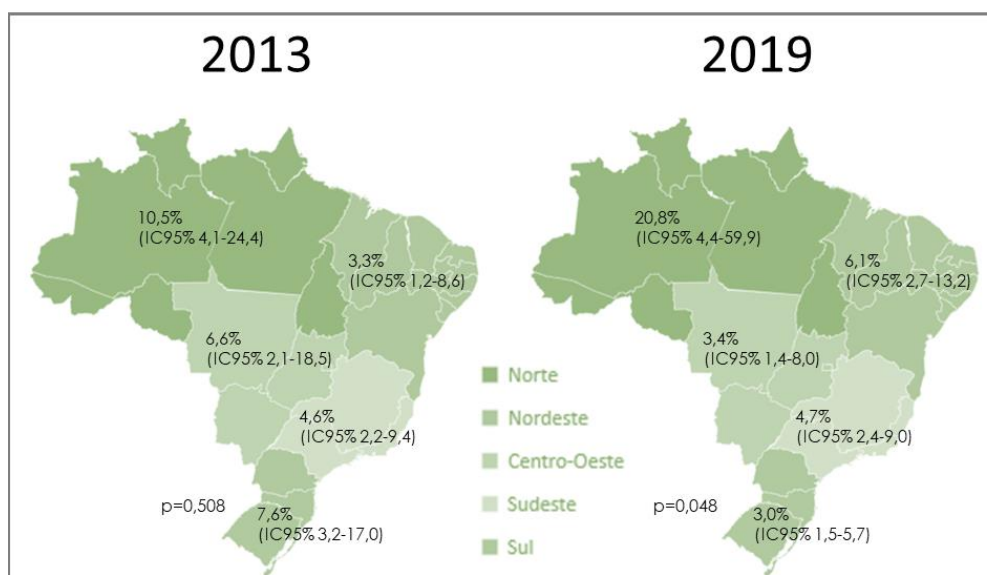 2013
10,5%
(IC95% 4,1-24,4)
3,3%
(IC95% 1,2-8,6)
6,6%
(IC95% 2,1-18,5)
4,6%
(IC95% 2,2-9,4)
p=0,508
7,6%
(IC95% 3,2-17,0)
Norte
Nordeste
Centro-Oeste
Sudeste
Sul
2019
20,8%
(IC95% 4,4-59,9)
6,1%
(IC95% 2,7-13,2)
3,4%
(IC95% 1,4-8,0)
4,7%
(IC95% 2,4-9,0)
p=0,048
3,0%
(IC95% 1,5-5,7)